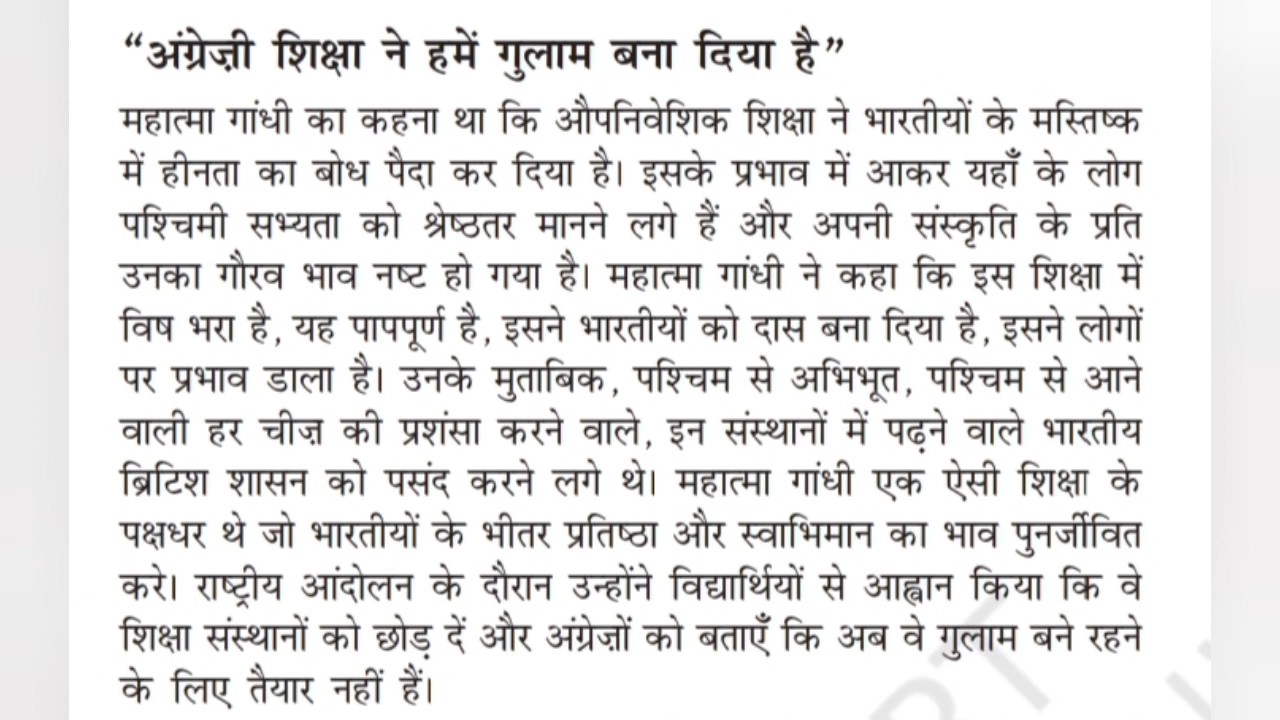 “अंग्रेज़ी शिक्षा ने हमें गुलाम बना दिया है”
महात्मा गांधी का कहना था कि औपनिवेशिक शिक्षा ने भारतीयों के मस्तिष्क
में हीनता का बोध पैदा कर दिया है। इसके प्रभाव में आकर यहाँ के लोग
पश्चिमी सभ्यता को श्रेष्ठतर मानने लगे हैं और अपनी संस्कृति के प्रति
उनका गौरव भाव नष्ट हो गया है। महात्मा गांधी ने कहा कि इस शिक्षा में
विष भरा है, यह पापपूर्ण है, इसने भारतीयों को दास बना दिया है, इसने लोगों
पर प्रभाव डाला है। उनके मुताबिक, पश्चिम से अभिभूत, पश्चिम से आने
वाली हर चीज़ की प्रशंसा करने वाले, इन संस्थानों में पढ़ने वाले भारतीय
ब्रिटिश शासन को पसंद करने लगे थे। महात्मा गांधी एक ऐसी शिक्षा के
पक्षधर थे जो भारतीयों के भीतर प्रतिष्ठा और स्वाभिमान का भाव पुनर्जीवित
करे। राष्ट्रीय आंदोलन के दौरान उन्होंने विद्यार्थियों से आह्वान किया कि वे
शिक्षा संस्थानों को छोड़ दें और अंग्रेज़ों को बताएँ कि अब वे गुलाम बने रहने
के लिए तैयार नहीं हैं।